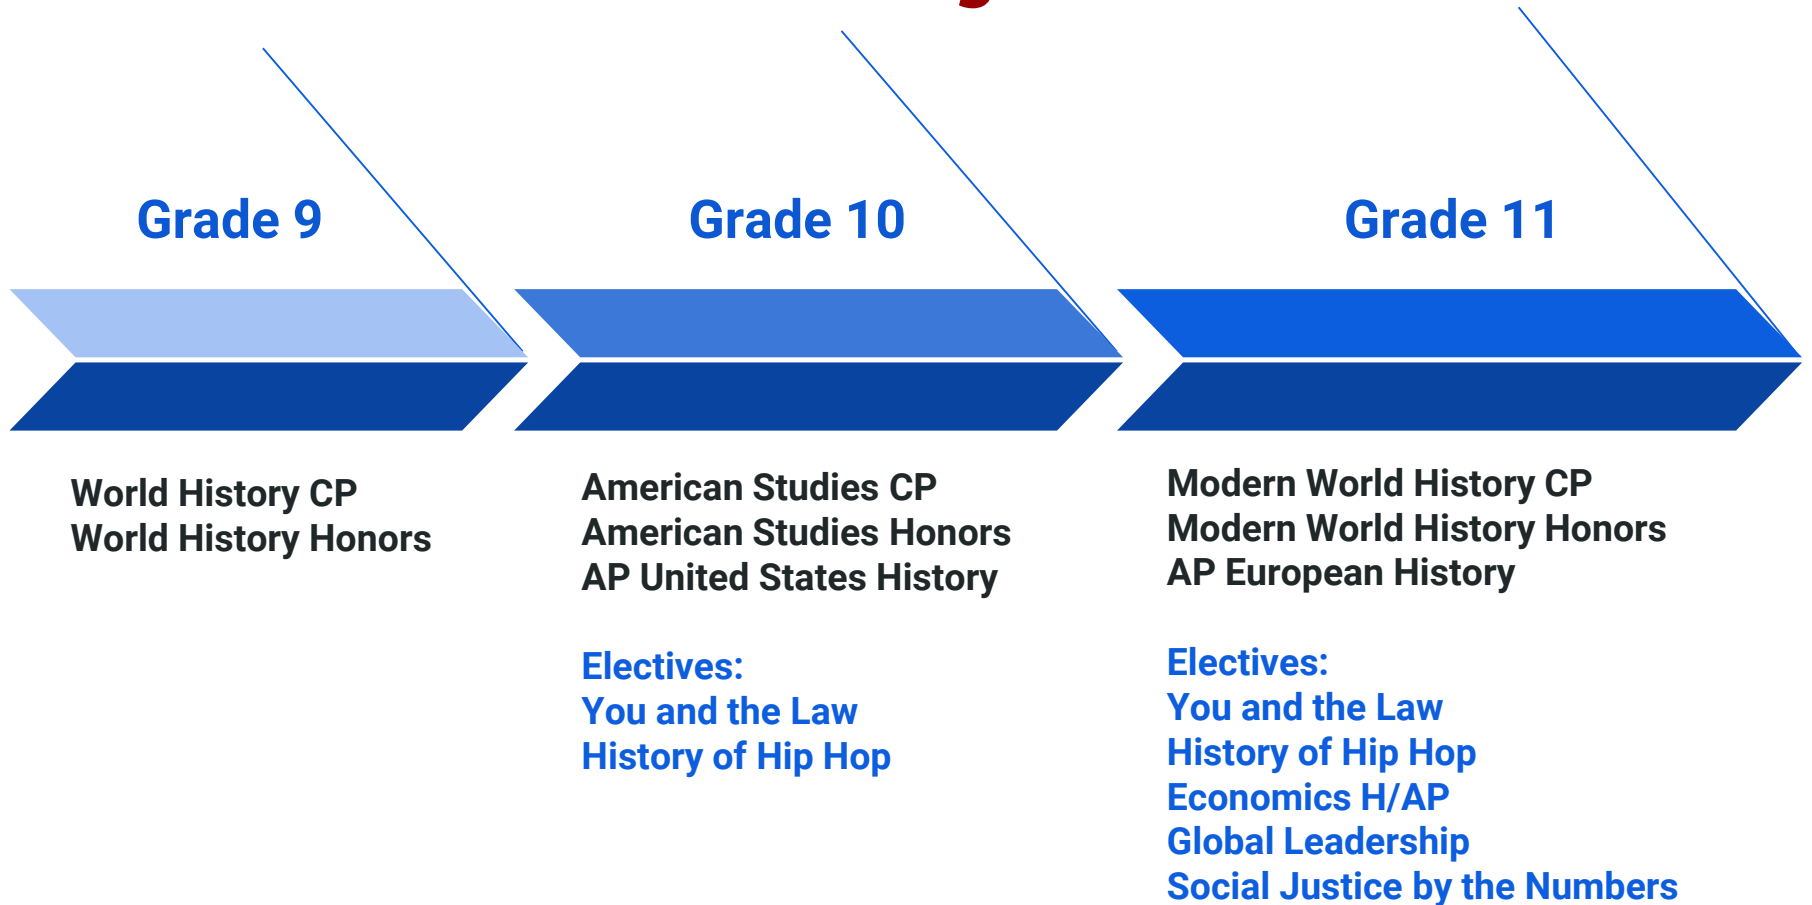 Grade 9
World History CP
World History Honors
Grade 10
American Studies CP
American Studies Honors
AP United States History
Electives:
You and the Law
History of Hip Hop
Grade 11
Modern World History CP
Modern World History Honors
AP European History
Electives:
You and the Law
History of Hip Hop
Economics H/AP
Global Leadership
Social Justice by the Numbers